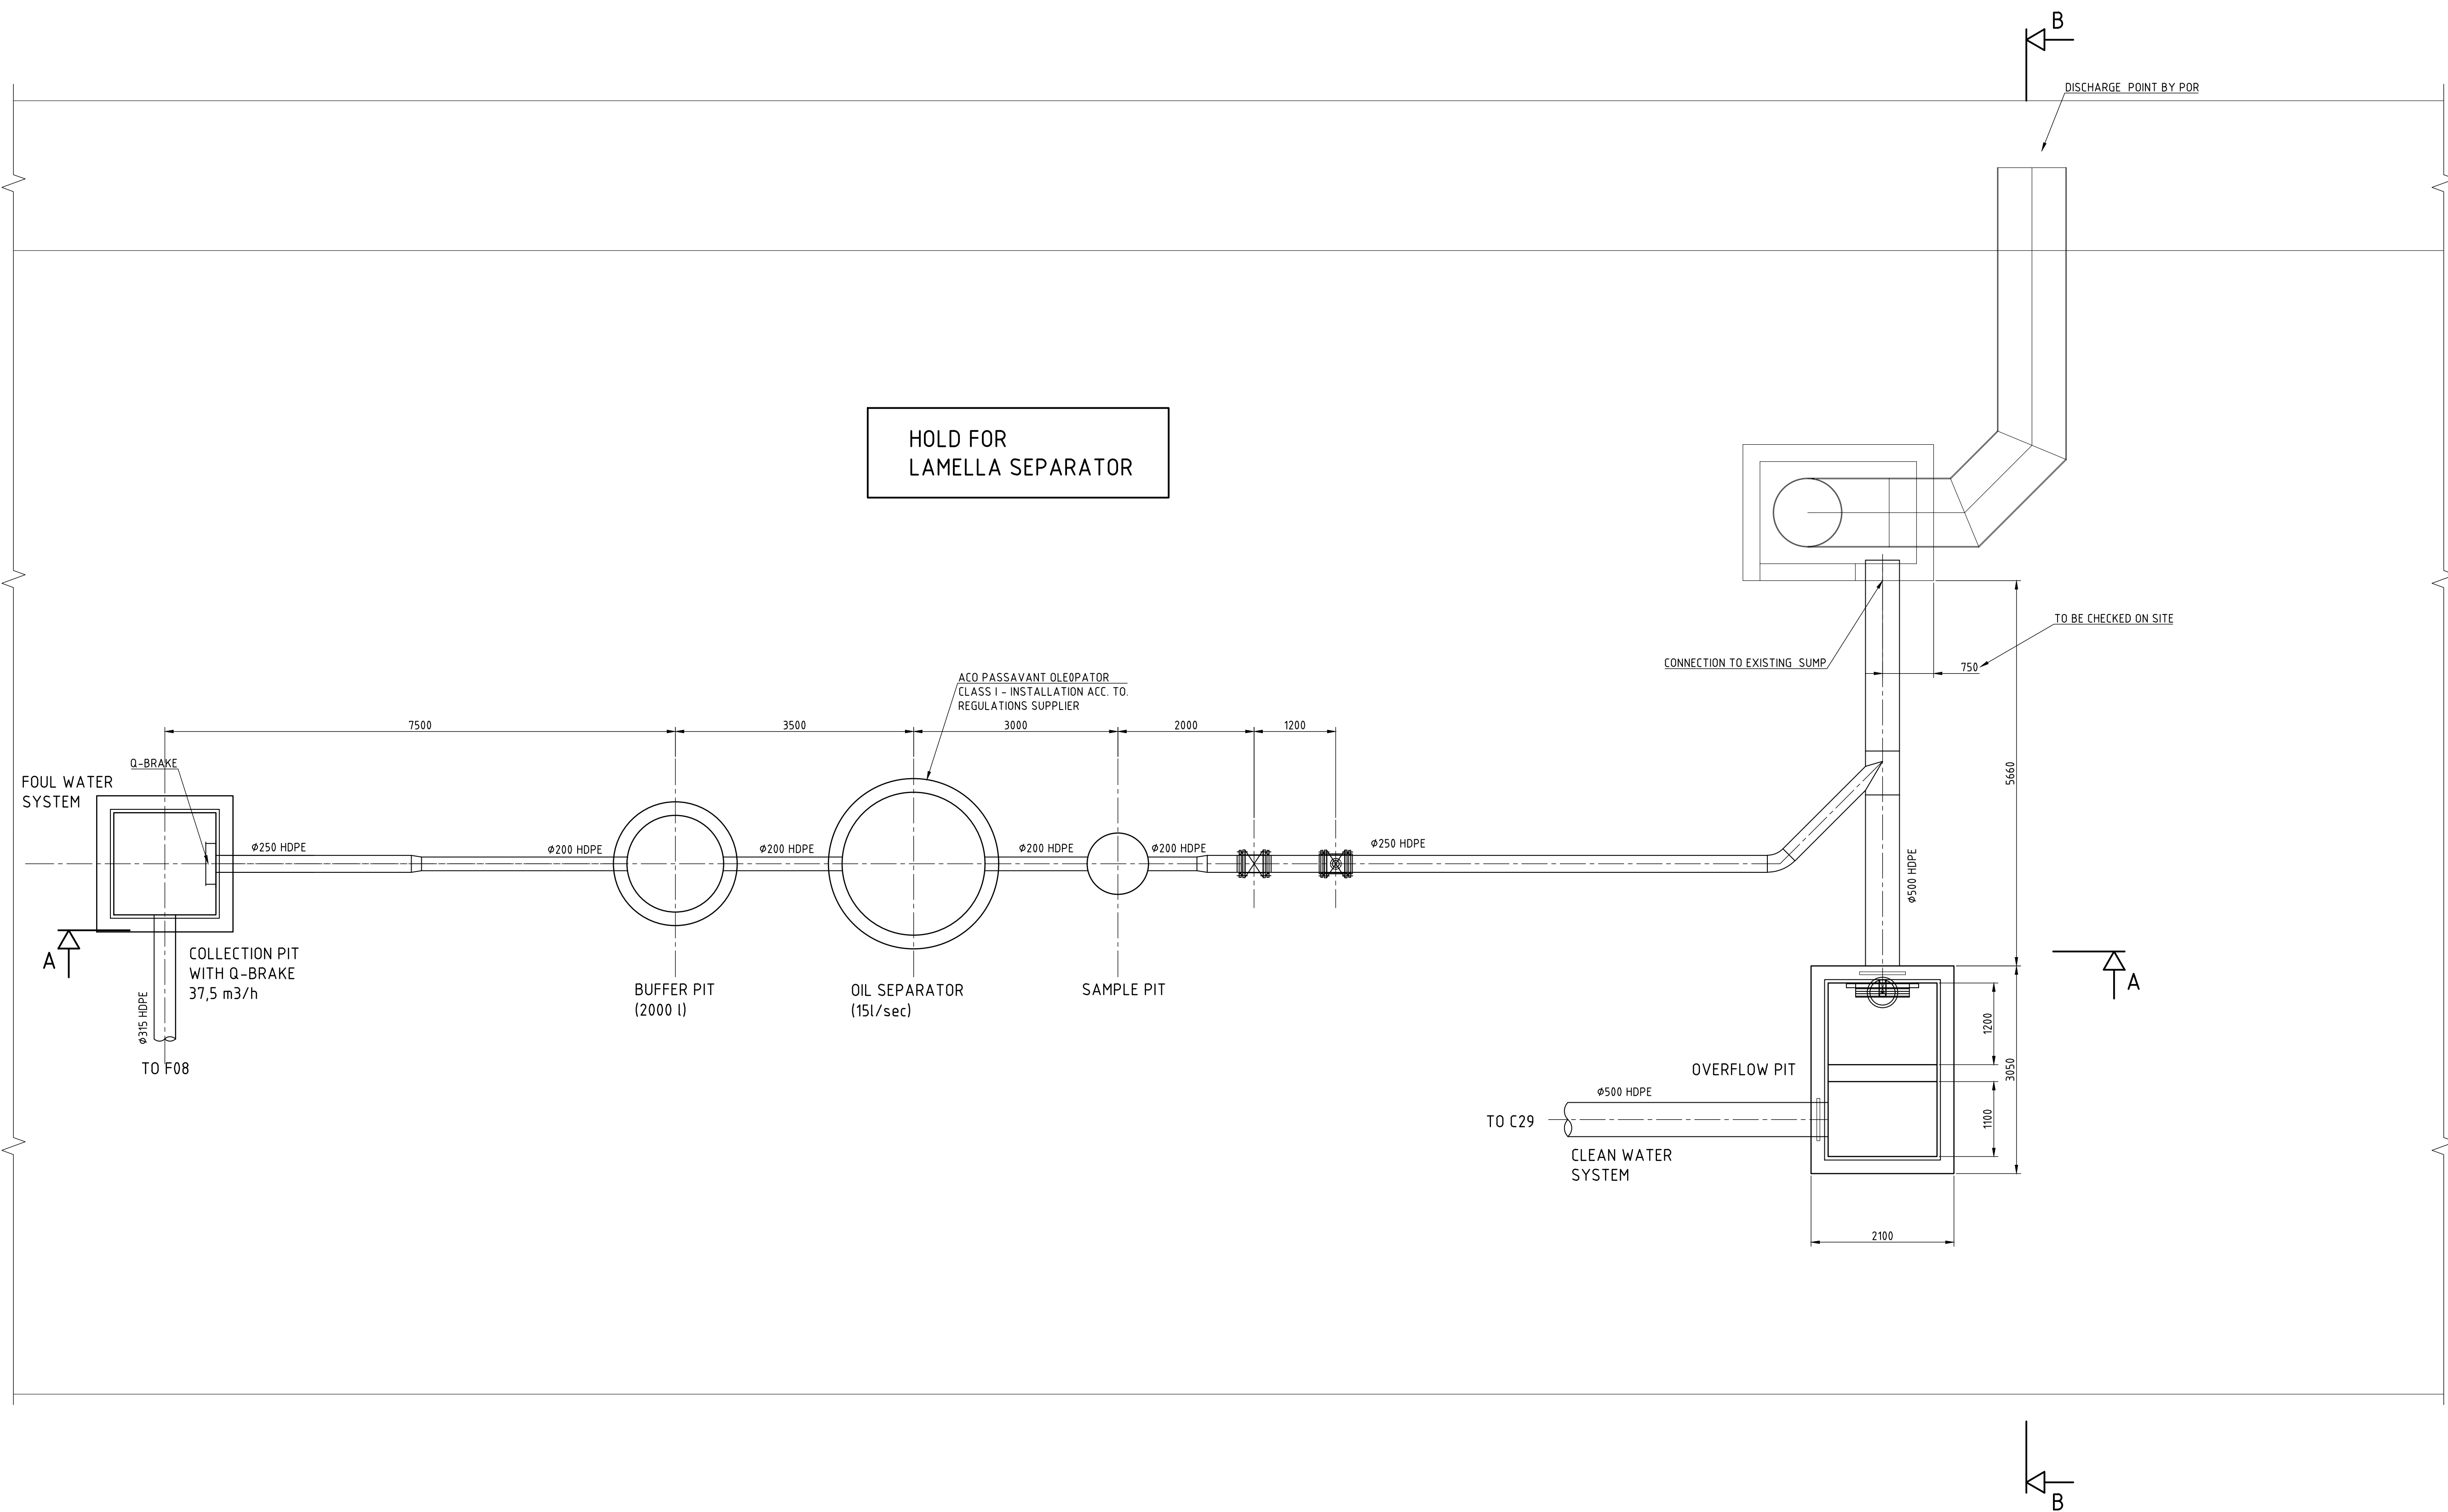 B
DISCHARGE POINT BY POR
HOLD FOR
LAMELLA SEPARATOR
TO BE CHECKED ON SITE
CONNECTION TO EXISTING SUMP
750
ACO PASSAVANT OLEOPATOR
CLASS I - INSTALLATION ACC. TO.
REGULATIONS SUPPLIER
7500
3500
3000
2000
1200
Q-BRAKE
FOUL WATER
SYSTEM
5660
Ø250 HDPE
Ø200 HDPE
Ø200 HDPE
Ø200 HDPE
Ø200 HDPE
Ø250 HDPE
Ø500 HDPE
A
COLLECTION PIT
WITH Q-BRAKE
37,5 m3/h
BUFFER PIT
(2000 l)
OIL SEPARATOR
(15l/sec)
SAMPLE PIT
A
Ø315 HDPE
TO F08
1200
3050
OVERFLOW PIT
Ø500 HDPE
TO C29
1100
CLEAN WATER
SYSTEM
2100
B